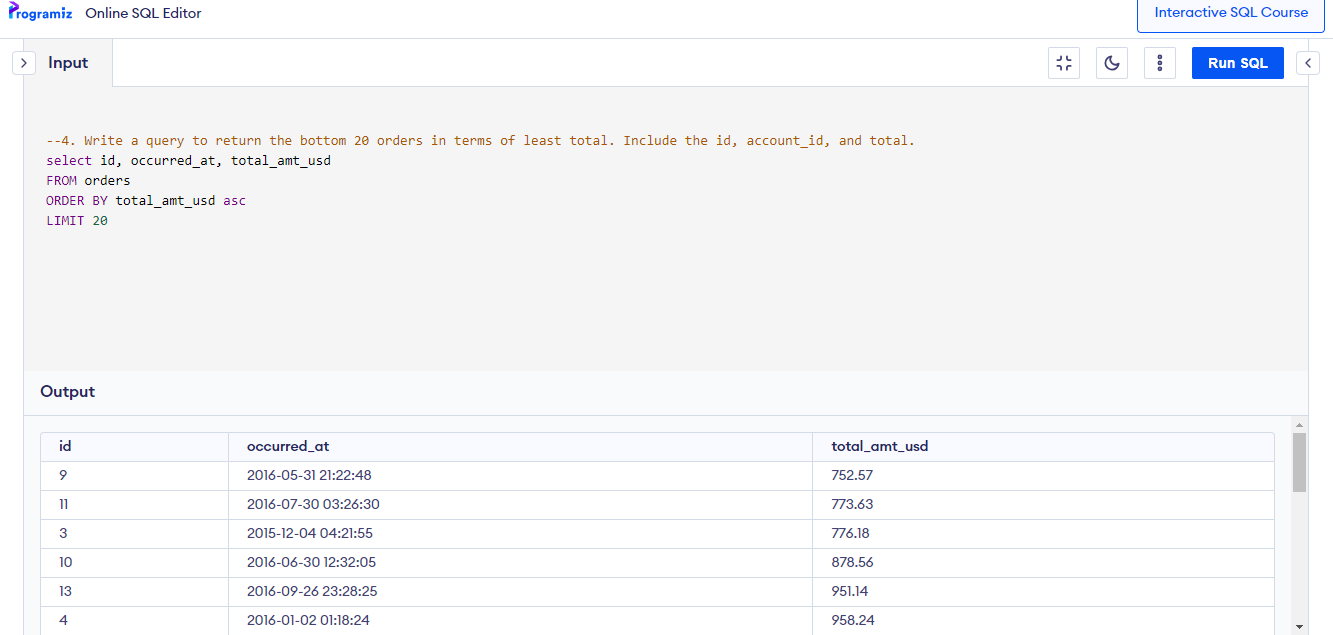 Programiz Online SQL Editor Interactive SQL Course
Input Run SQL
--4. Write a query to return the bottom 20 orders in terms of least total. Include the id, account_id, and total.
select id, occurred_at, total_amt_usd
FROM orders
ORDER BY total_amt_usd asc
LIMIT 20
Output
id occurred_at total_amt_usd
9 2016-05-31 21:22:48 752.57
11 2016-07-30 03:26:30 773.63
3 2015-12-04 04:21:55 776.18
10 2016-06-30 12:32:05 878.56
13 2016-09-26 23:28:25 951.14
4 2016-01-02 01:18:24 958.24